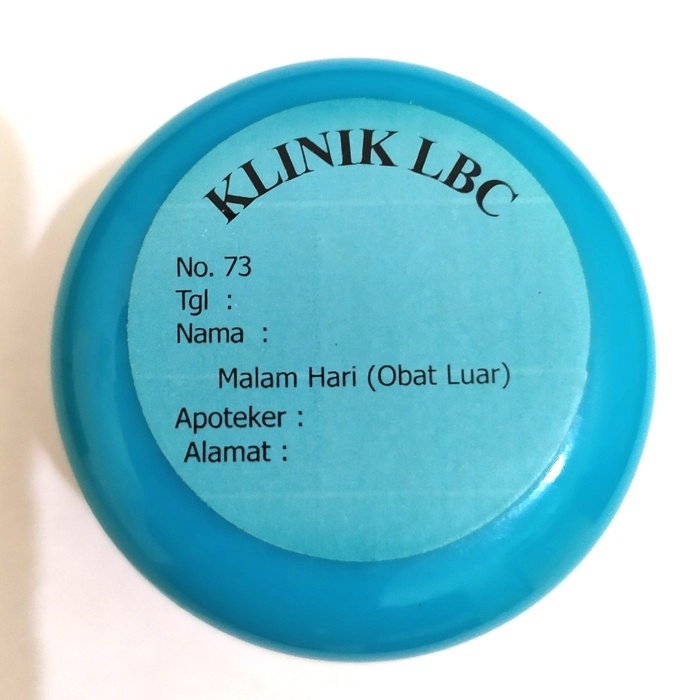 KLINIK LBC
No. 73
Tgl :
Nama :
Malam Hari (Obat Luar)
Apoteker :
Alamat :